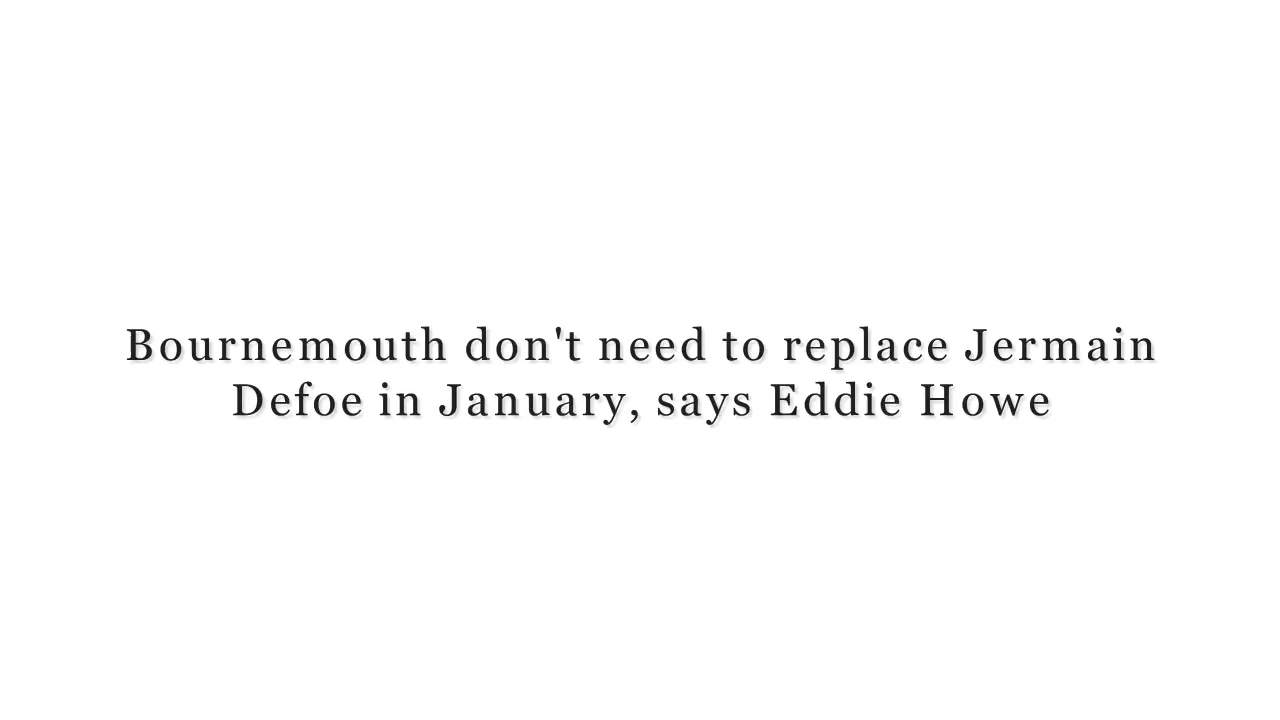 Bournemouth don't need to replace Jermain
Defoe in January, says Eddie Howe